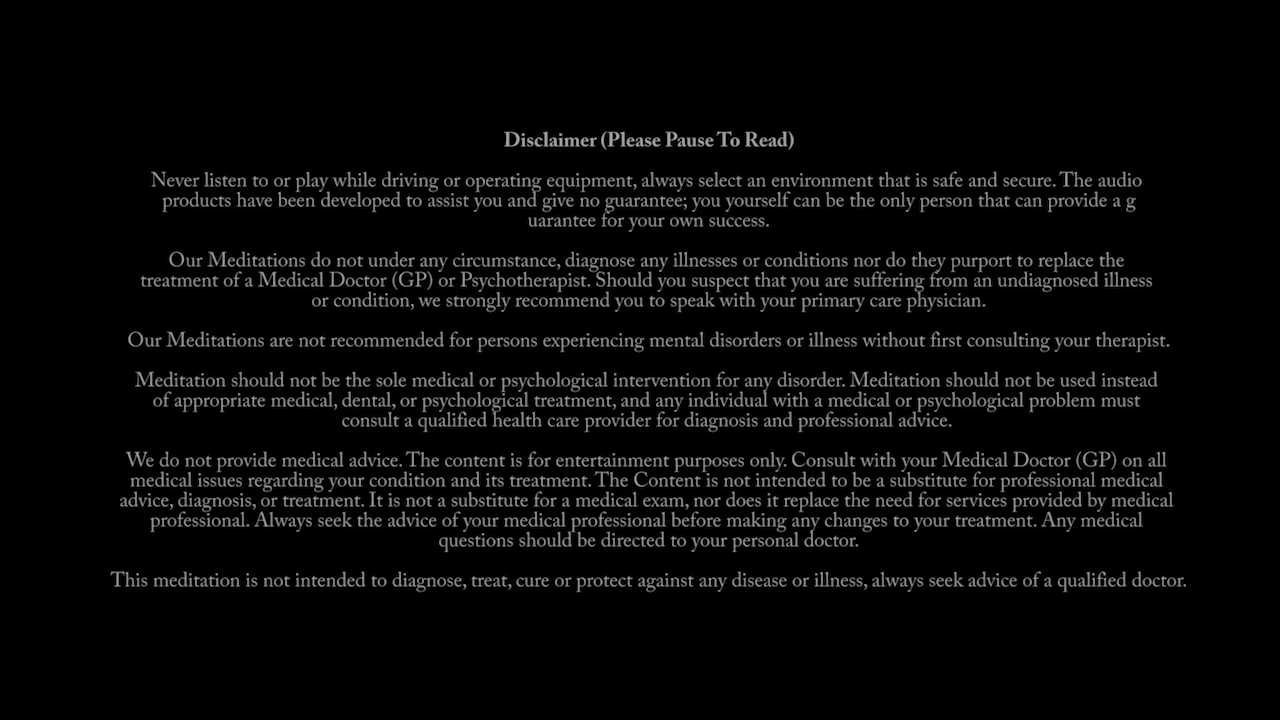 Disclaimer (Please Pause To Read)
Never listen to or play while driving or operating equipment, always select an environment that is safe and secure. The audio
products have been developed to assist you and give no guarantee; you yourself can be the only person that can provide a g
uarantee for your own success.
Our Meditations do not under any circumstance, diagnose any illnesses or conditions nor do they purport to replace the
treatment of a Medical Doctor (GP) or Psychotherapist. Should you suspect that you are suffering from an undiagnosed illness
or condition, we strongly recommend you to speak with your primary care physician.
Our Meditations are not recommended for persons experiencing mental disorders or illness without first consulting your therapist.
Meditation should not be the sole medical or psychological intervention for any disorder. Meditation should not be used instead
of appropriate medical, dental, or psychological treatment, and any individual with a medical or psychological problem must
consult a qualified health care provider for diagnosis and professional advice.
We do not provide medical advice. The content is for entertainment purposes only. Consult with your Medical Doctor (GP) on all
medical issues regarding your condition and its treatment. The Content is not intended to be a substitute for professional medical
advice, diagnosis, or treatment. It is not a substitute for a medical exam, nor does it replace the need for services provided by medical
professional. Always seek the advice of your medical professional before making any changes to your treatment. Any medical
questions should be directed to your personal doctor.
This meditation is not intended to diagnose, treat, cure or protect against any disease or illness, always seek advice of a qualified doctor.